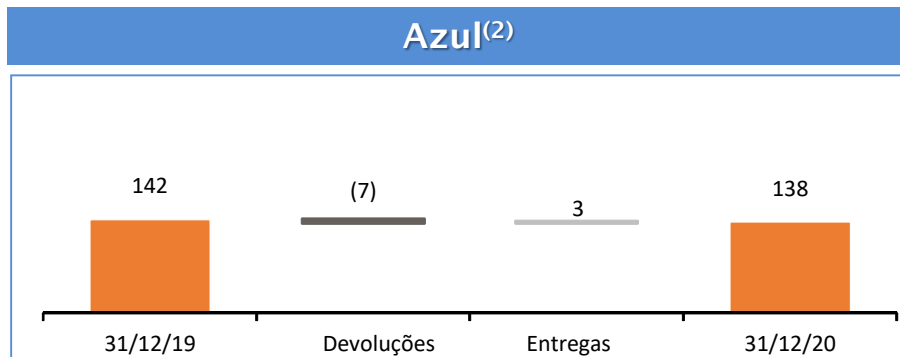 Azul(2)
142
(7)
3
138
31/12/19
Devoluções
Entregas
31/12/20